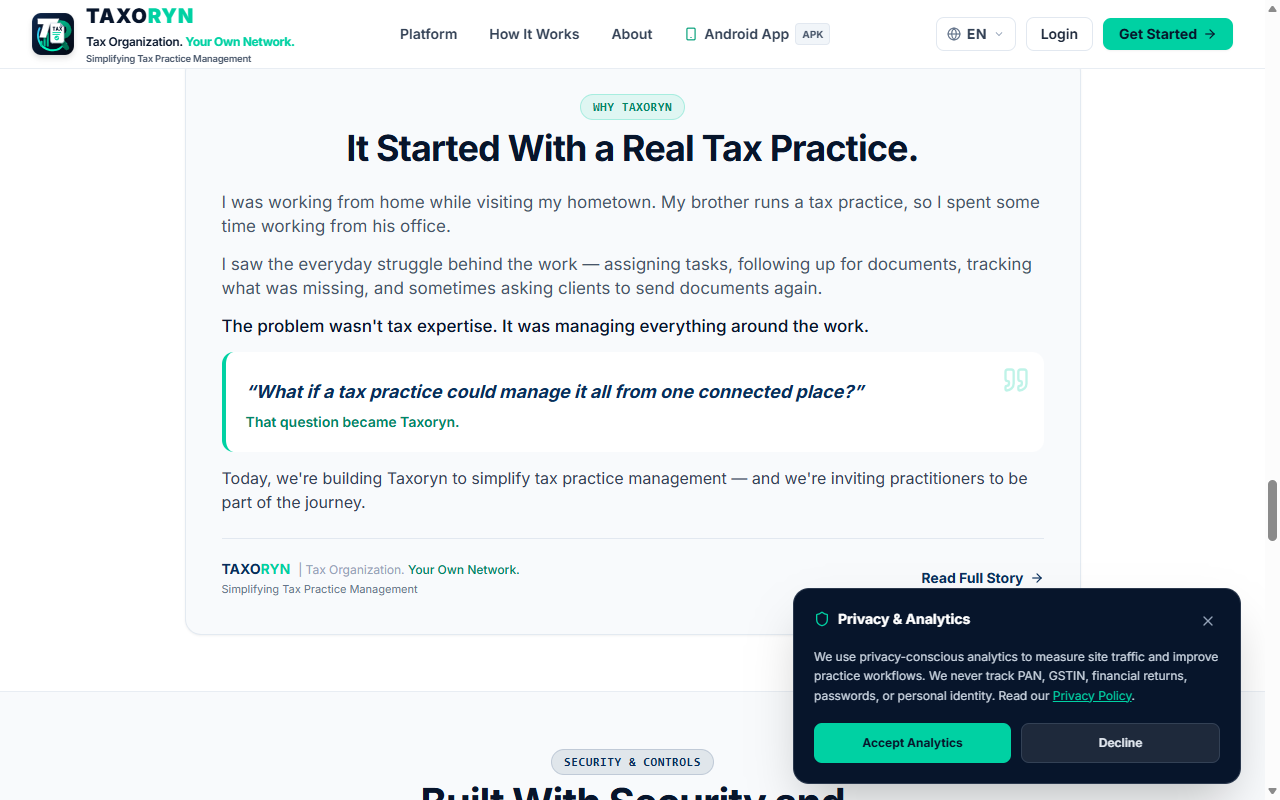 TAXORYN
Tax Organization. Your Own Network.
Simplifying Tax Practice Management
Platform
How It Works
About
Android App APK
EN
Login
Get Started →
WHY TAXORYN
It Started With a Real Tax Practice.
I was working from home while visiting my hometown. My brother runs a tax practice, so I spent some
time working from his office.
I saw the everyday struggle behind the work — assigning tasks, following up for documents, tracking
what was missing, and sometimes asking clients to send documents again.
The problem wasn't tax expertise. It was managing everything around the work.
“What if a tax practice could manage it all from one connected place?”
That question became Taxoryn.
Today, we're building Taxoryn to simplify tax practice management — and we're inviting practitioners to be
part of the journey.
TAXORYN | Tax Organization. Your Own Network.
Simplifying Tax Practice Management
Read Full Story →
Privacy & Analytics
We use privacy-conscious analytics to measure site traffic and improve
practice workflows. We never track PAN, GSTIN, financial returns,
passwords, or personal identity. Read our Privacy Policy.
Accept Analytics
Decline
SECURITY & CONTROLS
Built With Security and